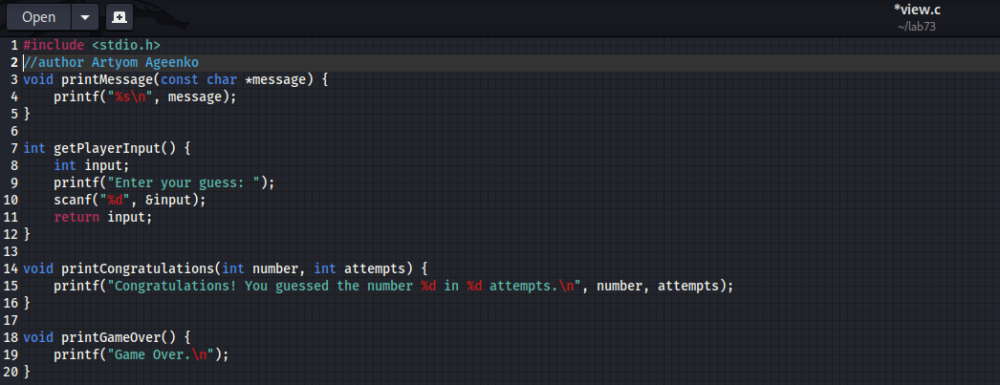 Open
*view.c
~/lab73
1 #include <stdio.h>
2 //author Artyom Ageenko
3 void printMessage(const char *message) {
4     printf("%s\n", message);
5 }
6
7 int getPlayerInput() {
8     int input;
9     printf("Enter your guess: ");
10     scanf("%d", &input);
11     return input;
12 }
13
14 void printCongratulations(int number, int attempts) {
15     printf("Congratulations! You guessed the number %d in %d attempts.\n", number, attempts);
16 }
17
18 void printGameOver() {
19     printf("Game Over.\n");
20 }